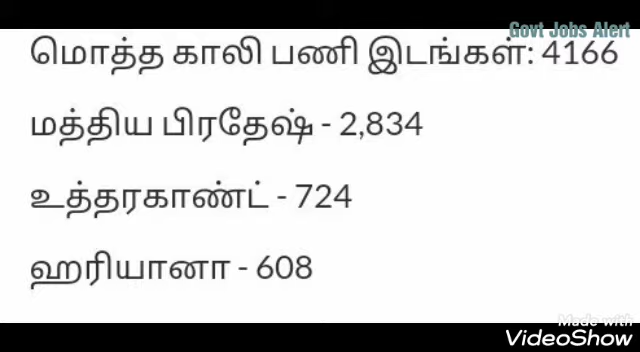 Govt Jobs Alert
மொத்த காலி பணி இடங்கள்: 4166
மத்திய பிரதேஷ் - 2,834
உத்தரகாண்ட் - 724
ஹரியானா - 608
Made with
VideoShow